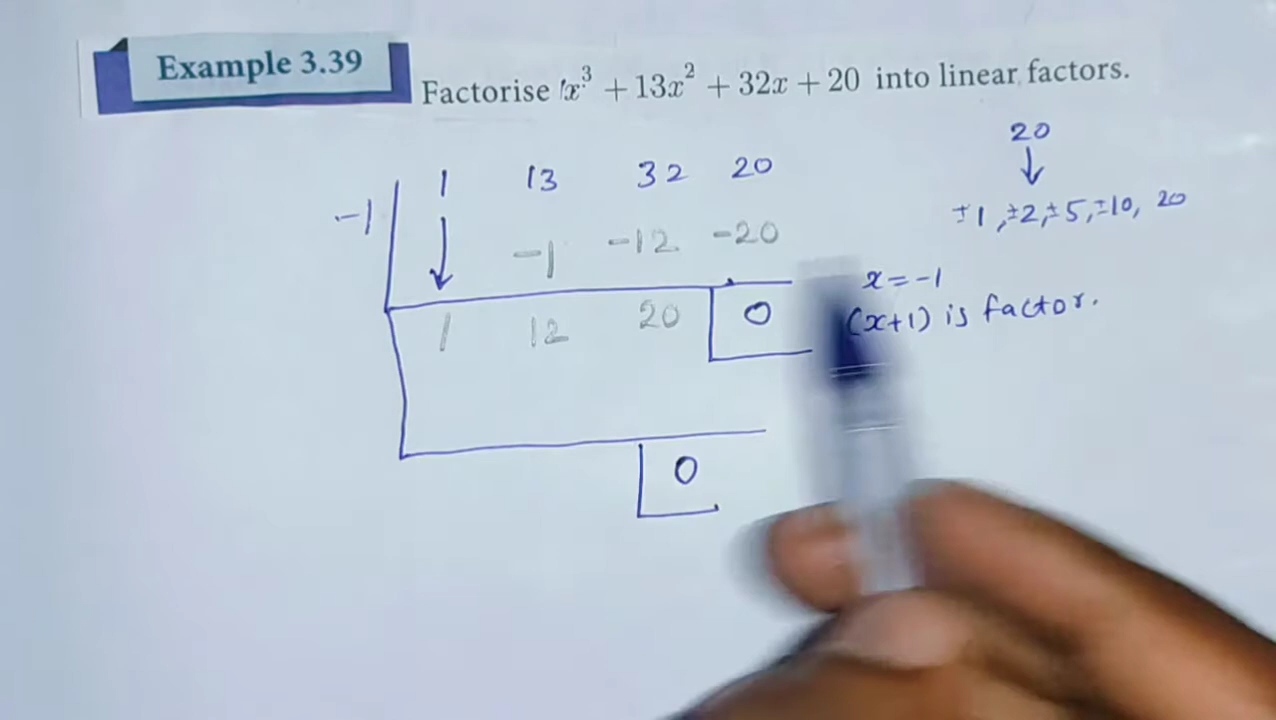 Example 3.39
Factorise x³ + 13x² + 32x + 20 into linear factors.
20
↓
±1, ±2, ±5, ±10, 20
1 13 32 20
-1
↓ -1 -12 -20
x = -1
1 12 20 0
(x+1) is factor.
0